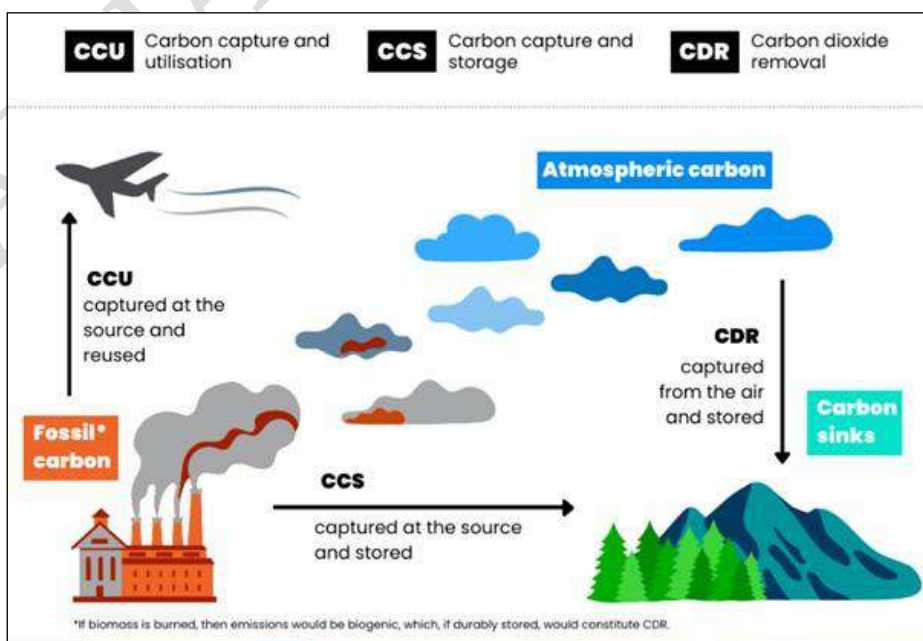 CCU Carbon capture and
utilisation
CCS Carbon capture and
storage
CDR Carbon dioxide
removal
Atmospheric carbon
CCU
captured at the
source and
reused
CDR
captured
from the air
and stored
Fossil*
carbon
Carbon
sinks
CCS
captured at the source
and stored
*If biomass is burned, then emissions would be biogenic, which, if durably stored, would constitute CDR.